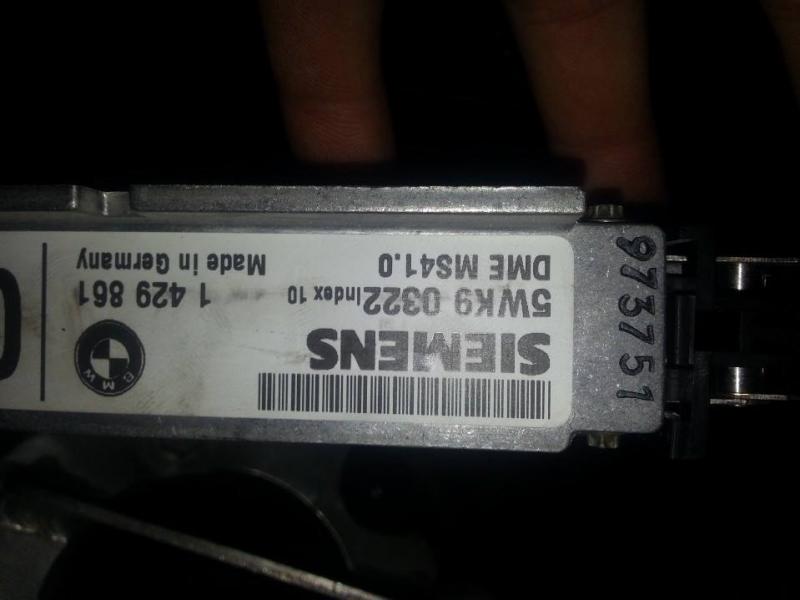 SIEMENS
5WK9 0322 Index 10
DME MS41.0
BMW
1 429 861
Made in Germany
973751